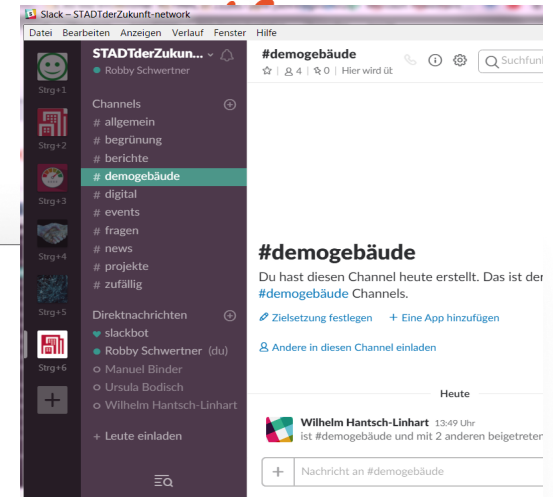 Slack – STADTderZukunft-network
Datei Bearbeiten Anzeigen Verlauf Fenster Hilfe
STADTderZukun...
Robby Schwertner
Strg+1
Strg+2
Strg+3
Strg+4
Strg+5
Strg+6
Channels
# allgemein
# begrünung
# berichte
# demogebäude
# digital
# events
# fragen
# news
# projekte
# zufällig
Direktnachrichten
slackbot
Robby Schwertner (du)
Manuel Binder
Ursula Bodisch
Wilhelm Hantsch-Linhart
+ Leute einladen
#demogebäude
4 | 0 | Hier wird üb
Suchfunk
#demogebäude
Du hast diesen Channel heute erstellt. Das ist der
#demogebäude Channels.
Zielsetzung festlegen + Eine App hinzufügen
Andere in diesen Channel einladen
Heute
Wilhelm Hantsch-Linhart 13:49 Uhr
ist #demogebäude und mit 2 anderen beigetreten
+ Nachricht an #demogebäude